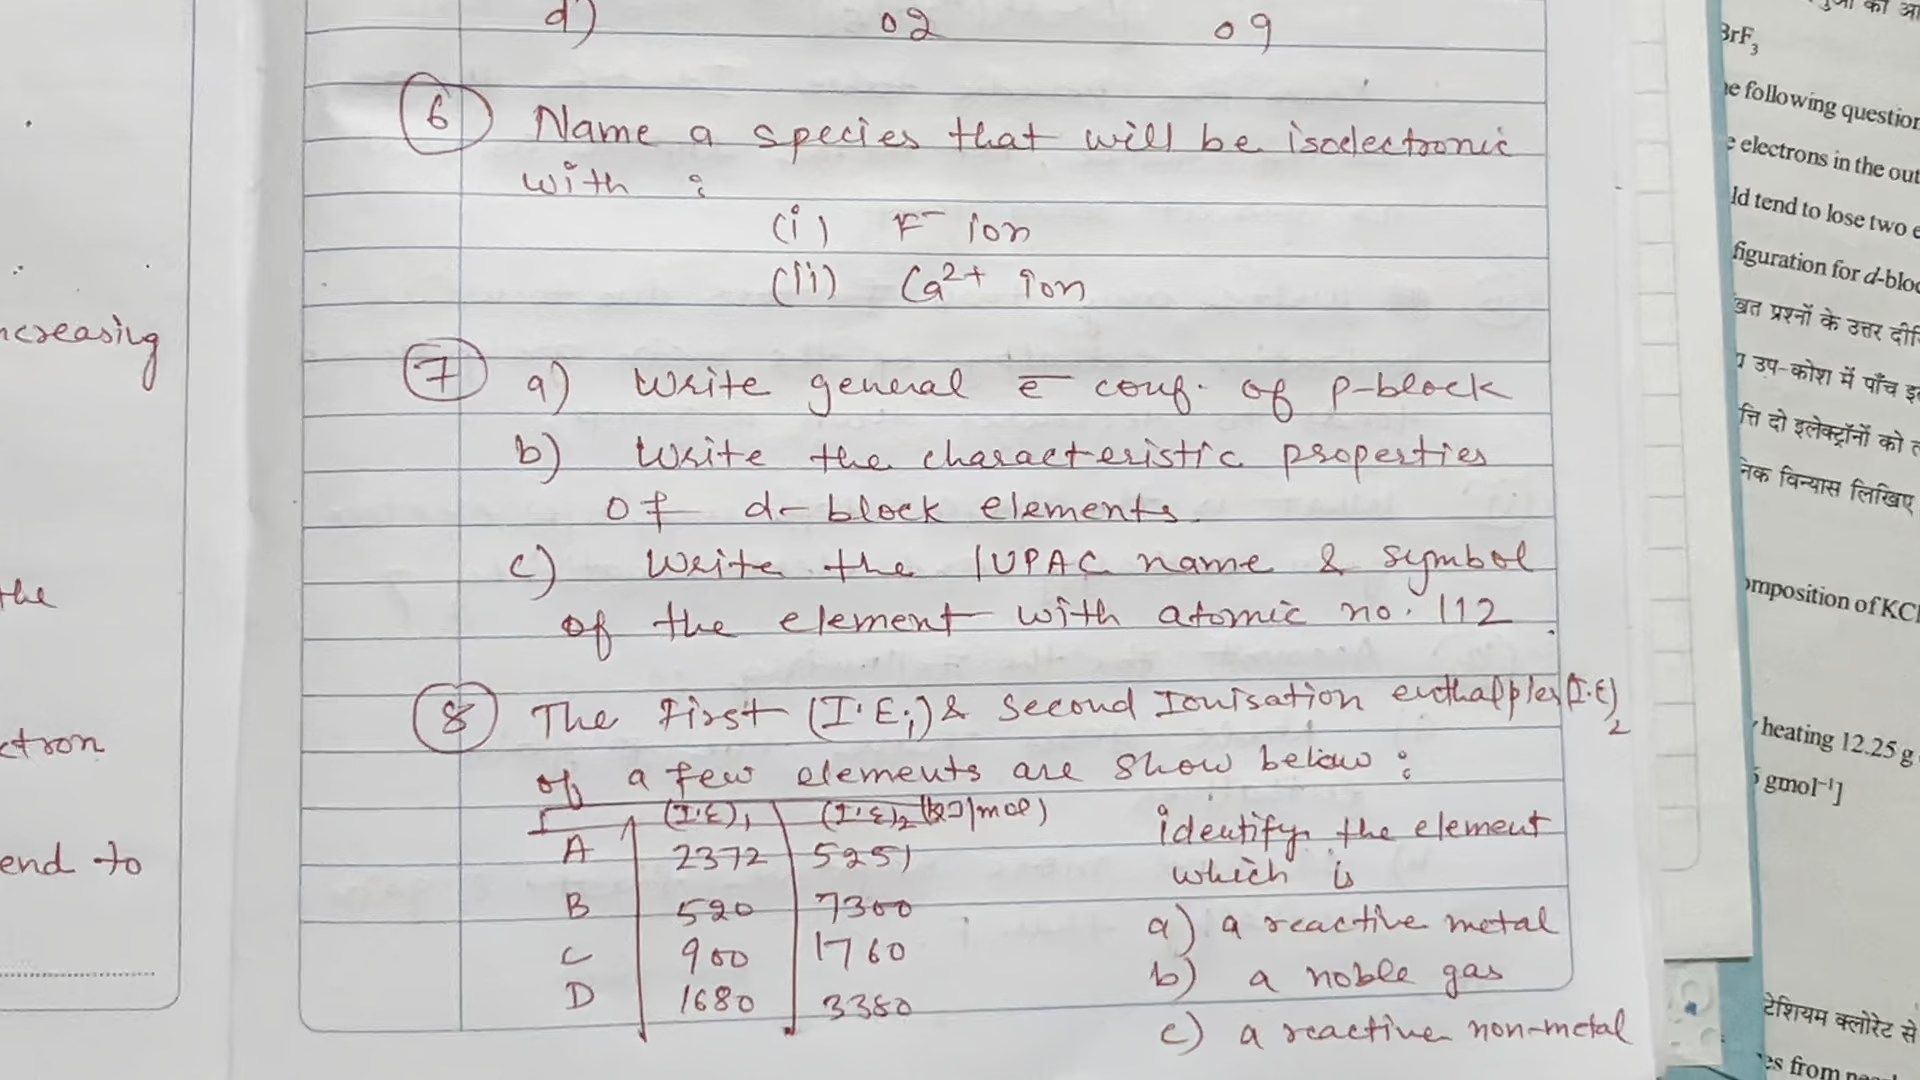 d) 02 09
6 Name a species that will be isoelectronic
with :
(i) F⁻ ion
(ii) Ca²⁺ ion
7 a) Write general e̅ conf. of p-block
b) Write the characteristic properties
of d-block elements.
c) Write the IUPAC name & symbol
of the element with atomic no. 112
8 The First (I.E₁) & Second Ionisation enthalpies (I.E)₂
of a few elements are show below :
(I.E)₁ (I.E)₂ (kJ/mol)
A 2372 5251
B 520 7300
C 900 1760
D 1680 3380
identify the element
which is
a) a reactive metal
b) a noble gas
c) a reactive non-metal
ncreasing
the
ctron
end to
BrF₃
e following question
e electrons in the out
ld tend to lose two e
figuration for d-bloc
खित प्रश्नों के उत्तर दीजि
उप-कोश में पाँच इ
त्ति दो इलेक्ट्रॉनों को त
निक विन्यास लिखिए
omposition of KCl
heating 12.25 g
gmol⁻¹]
टेशियम क्लोरेट से
es from